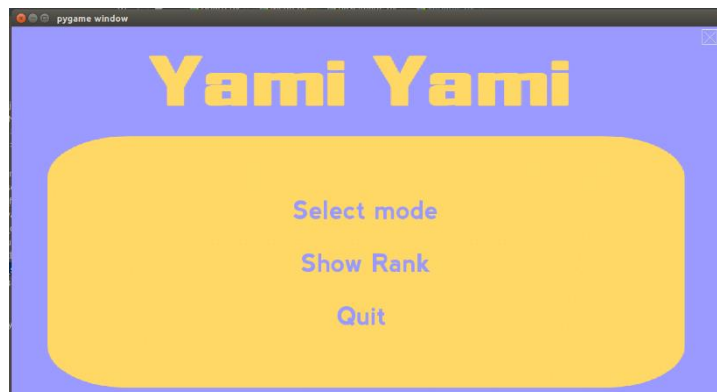 pygame window
Yami Yami
Select mode
Show Rank
Quit